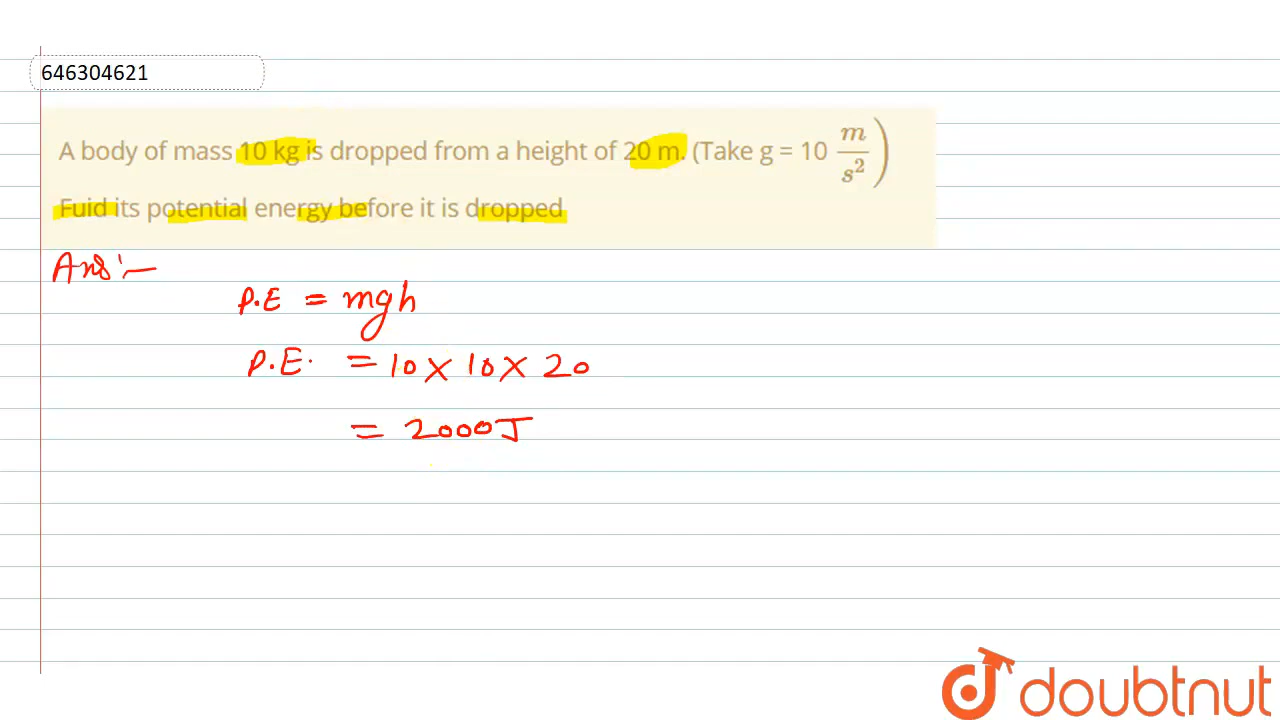 646304621
A body of mass 10 kg is dropped from a height of 20 m. (Take g = 10 m/s²)
Fuid its potential energy before it is dropped
Ans:-
P.E = mgh
P.E. = 10 x 10 x 20
= 2000J
doubtnut